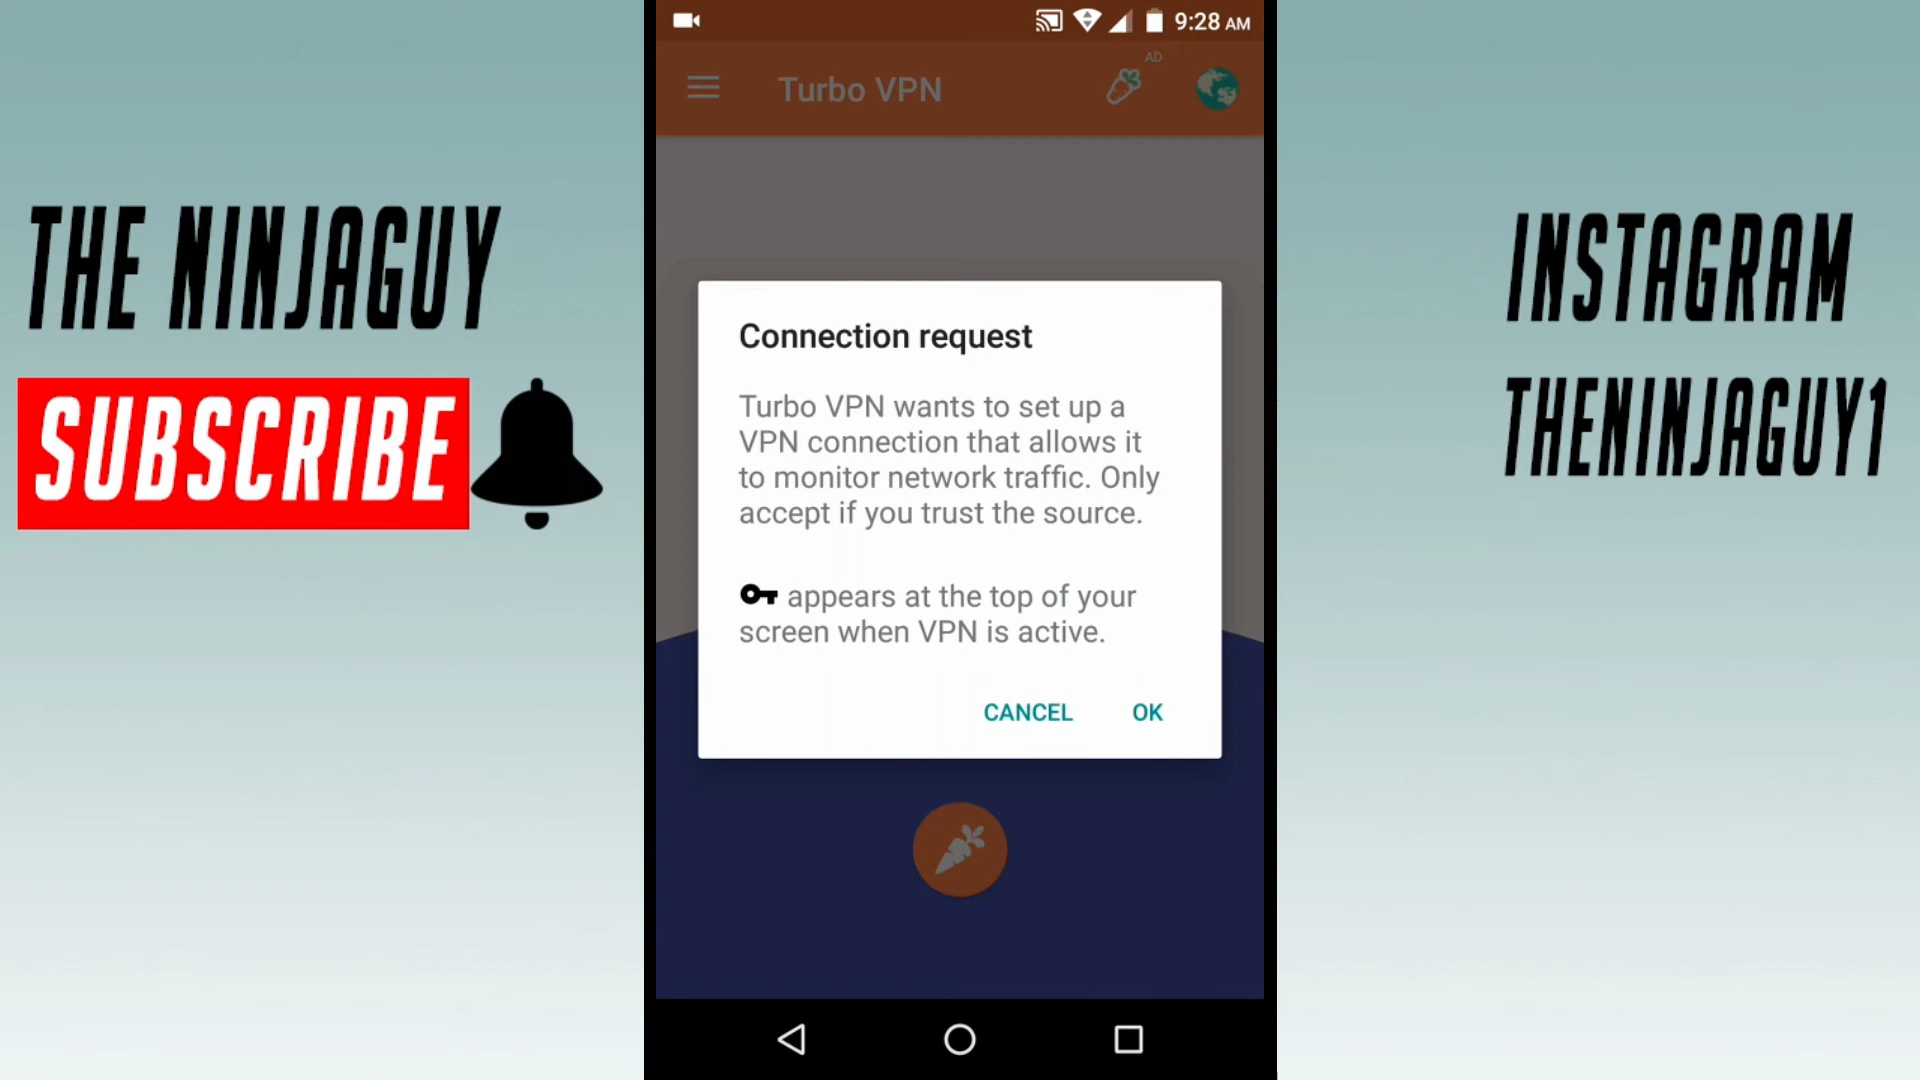 THE NINJAGUY
SUBSCRIBE
9:28 AM
Turbo VPN
AD
Connection request
Turbo VPN wants to set up a
VPN connection that allows it
to monitor network traffic. Only
accept if you trust the source.
appears at the top of your
screen when VPN is active.
CANCEL OK
INSTAGRAM
THENINJAGUY1